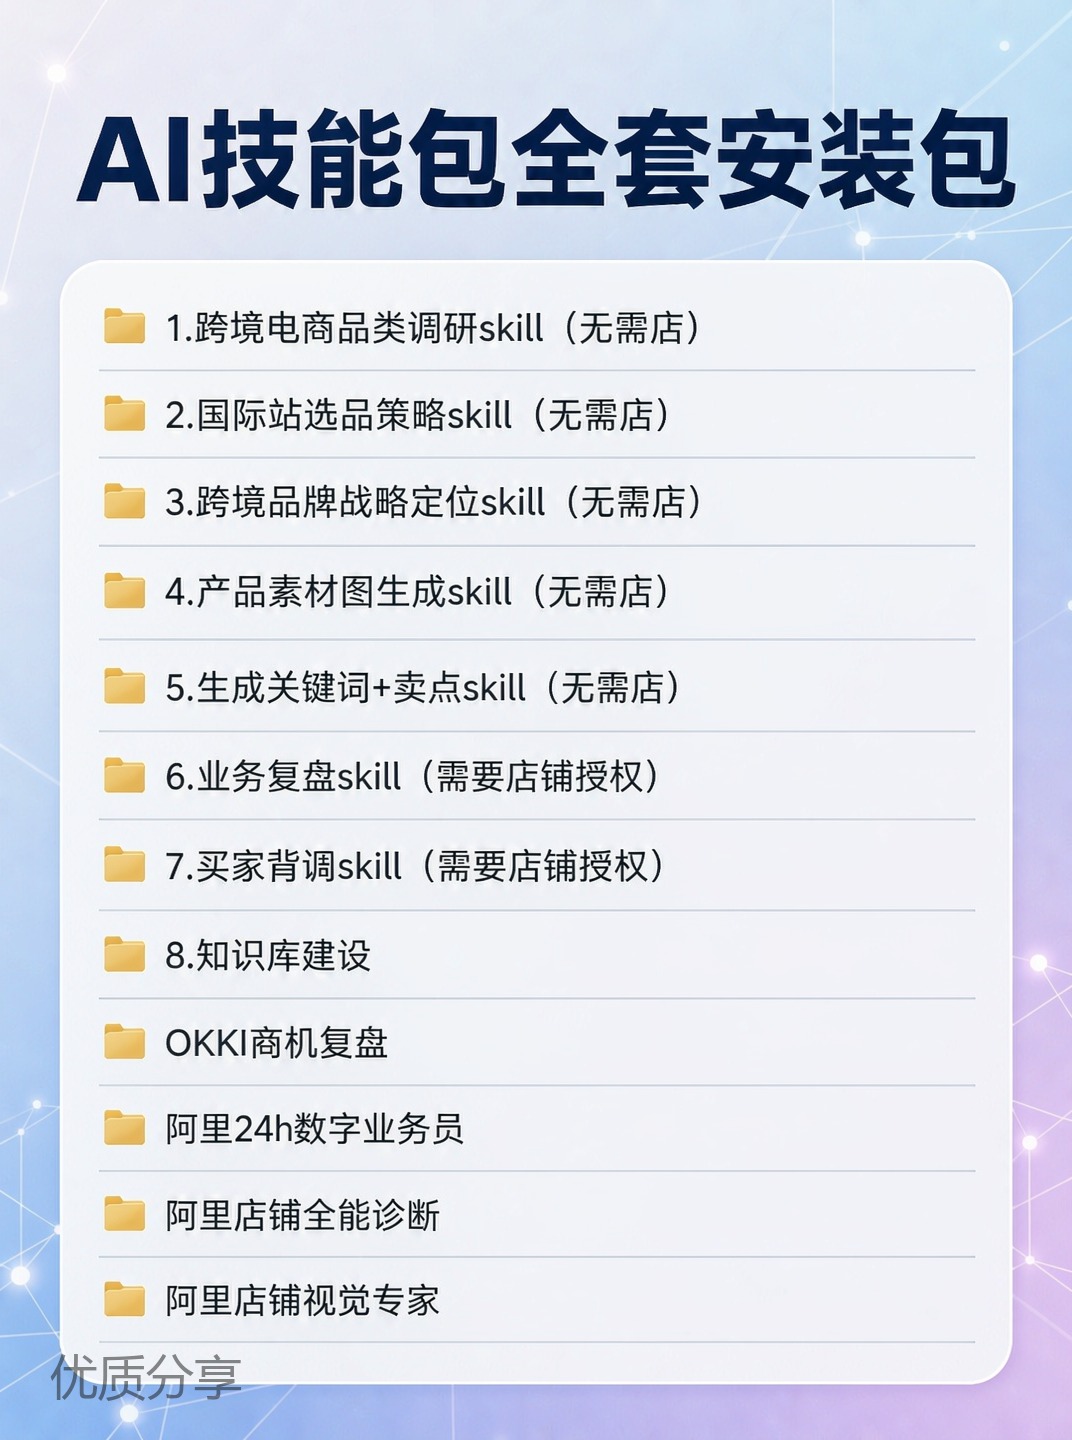 AI技能包全套安装包
1.跨境电商品类调研skill（无需店）
2.国际站选品策略skill（无需店）
3.跨境品牌战略定位skill（无需店）
4.产品素材图生成skill（无需店）
5.生成关键词+卖点skill（无需店）
6.业务复盘skill（需要店铺授权）
7.买家背调skill（需要店铺授权）
8.知识库建设
OKKI商机复盘
阿里24h数字业务员
阿里店铺全能诊断
阿里店铺视觉专家
优质分享